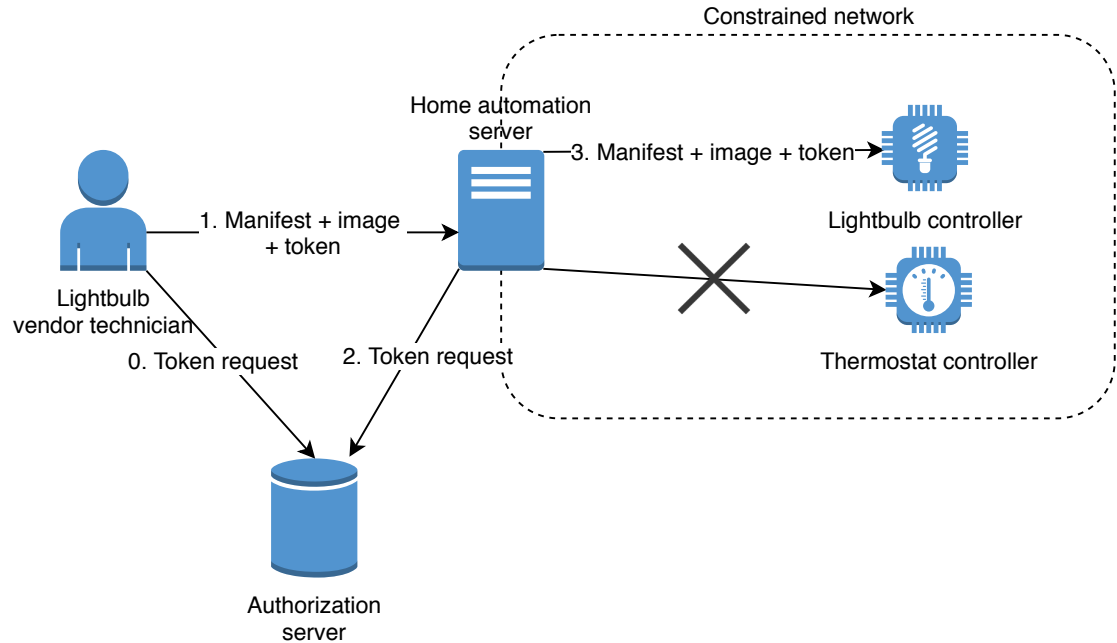 Constrained network
Home automation
server
3. Manifest + image + token
Lightbulb controller
1. Manifest + image
+ token
Lightbulb
vendor technician
0. Token request
2. Token request
Thermostat controller
Authorization
server